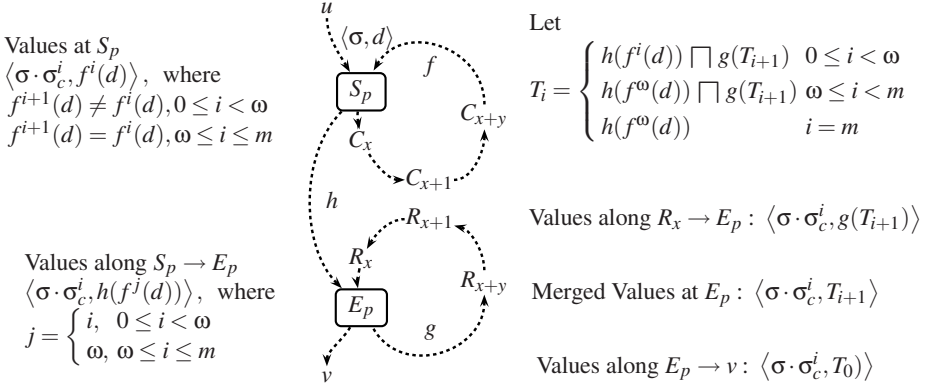 Values at S_p
⟨σ · σ_c^i, f^i(d)⟩, where
f^{i+1}(d) ≠ f^i(d), 0 ≤ i < ω
f^{i+1}(d) = f^i(d), ω ≤ i ≤ m
Values along S_p → E_p
⟨σ · σ_c^i, h(f^j(d))⟩, where
j = { i, 0 ≤ i < ω
ω, ω ≤ i ≤ m
u
⟨σ, d⟩
f
S_p
C_x
C_{x+1}
C_{x+y}
h
R_{x+1}
R_x
R_{x+y}
E_p
g
v
Let
T_i = { h(f^i(d)) ⊓ g(T_{i+1}) 0 ≤ i < ω
h(f^ω(d)) ⊓ g(T_{i+1}) ω ≤ i < m
h(f^ω(d)) i = m
Values along R_x → E_p : ⟨σ · σ_c^i, g(T_{i+1})⟩
Merged Values at E_p : ⟨σ · σ_c^i, T_{i+1}⟩
Values along E_p → v : ⟨σ · σ_c^i, T_0)⟩